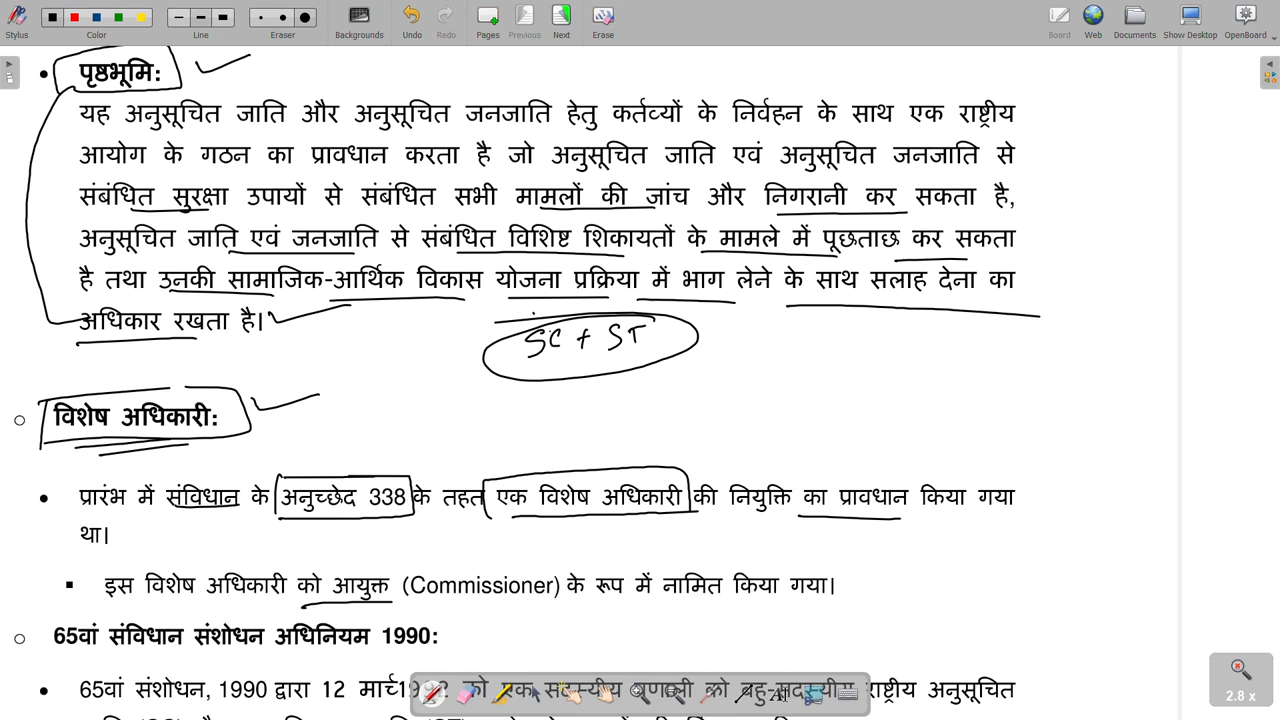 Stylus Color Line Eraser Backgrounds Undo Redo Pages Previous Next Erase Board Web Documents Show Desktop OpenBoard
पृष्ठभूमि:
यह अनुसूचित जाति और अनुसूचित जनजाति हेतु कर्तव्यों के निर्वहन के साथ एक राष्ट्रीय
आयोग के गठन का प्रावधान करता है जो अनुसूचित जाति एवं अनुसूचित जनजाति से
संबंधित सुरक्षा उपायों से संबंधित सभी मामलों की जांच और निगरानी कर सकता है,
अनुसूचित जाति एवं जनजाति से संबंधित विशिष्ट शिकायतों के मामले में पूछताछ कर सकता
है तथा उनकी सामाजिक-आर्थिक विकास योजना प्रक्रिया में भाग लेने के साथ सलाह देना का
अधिकार रखता है।
SC + ST
विशेष अधिकारी:
प्रारंभ में संविधान के अनुच्छेद 338 के तहत एक विशेष अधिकारी की नियुक्ति का प्रावधान किया गया
था।
इस विशेष अधिकारी को आयुक्त (Commissioner) के रूप में नामित किया गया।
65वां संविधान संशोधन अधिनियम 1990:
65वां संशोधन, 1990 द्वारा 12 मार्च को एक राष्ट्रीय अनुसूचित
2.8 x